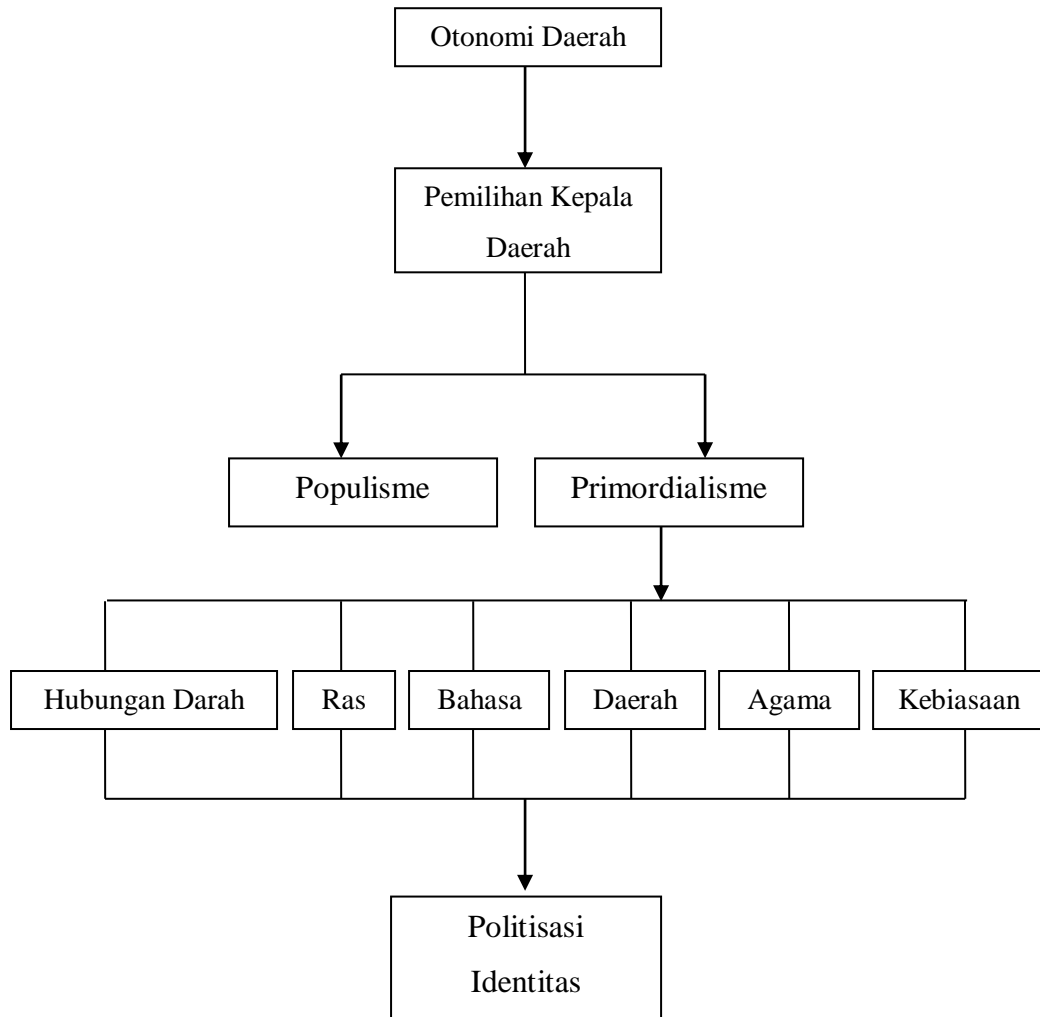 Otonomi Daerah
Pemilihan Kepala
Daerah
Populisme
Primordialisme
Hubungan Darah
Ras
Bahasa
Daerah
Agama
Kebiasaan
Politisasi
Identitas